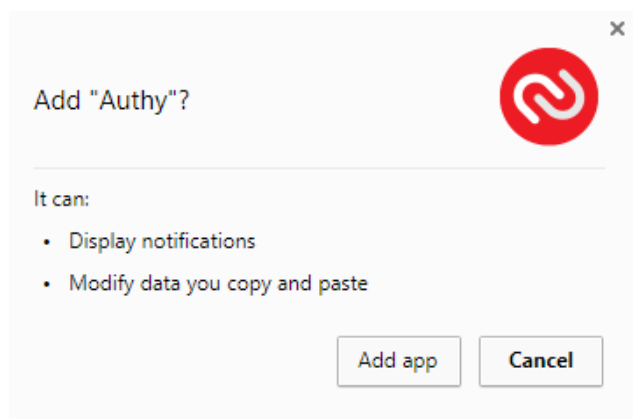 Add "Authy"?
It can:
• Display notifications
• Modify data you copy and paste
Add app
Cancel